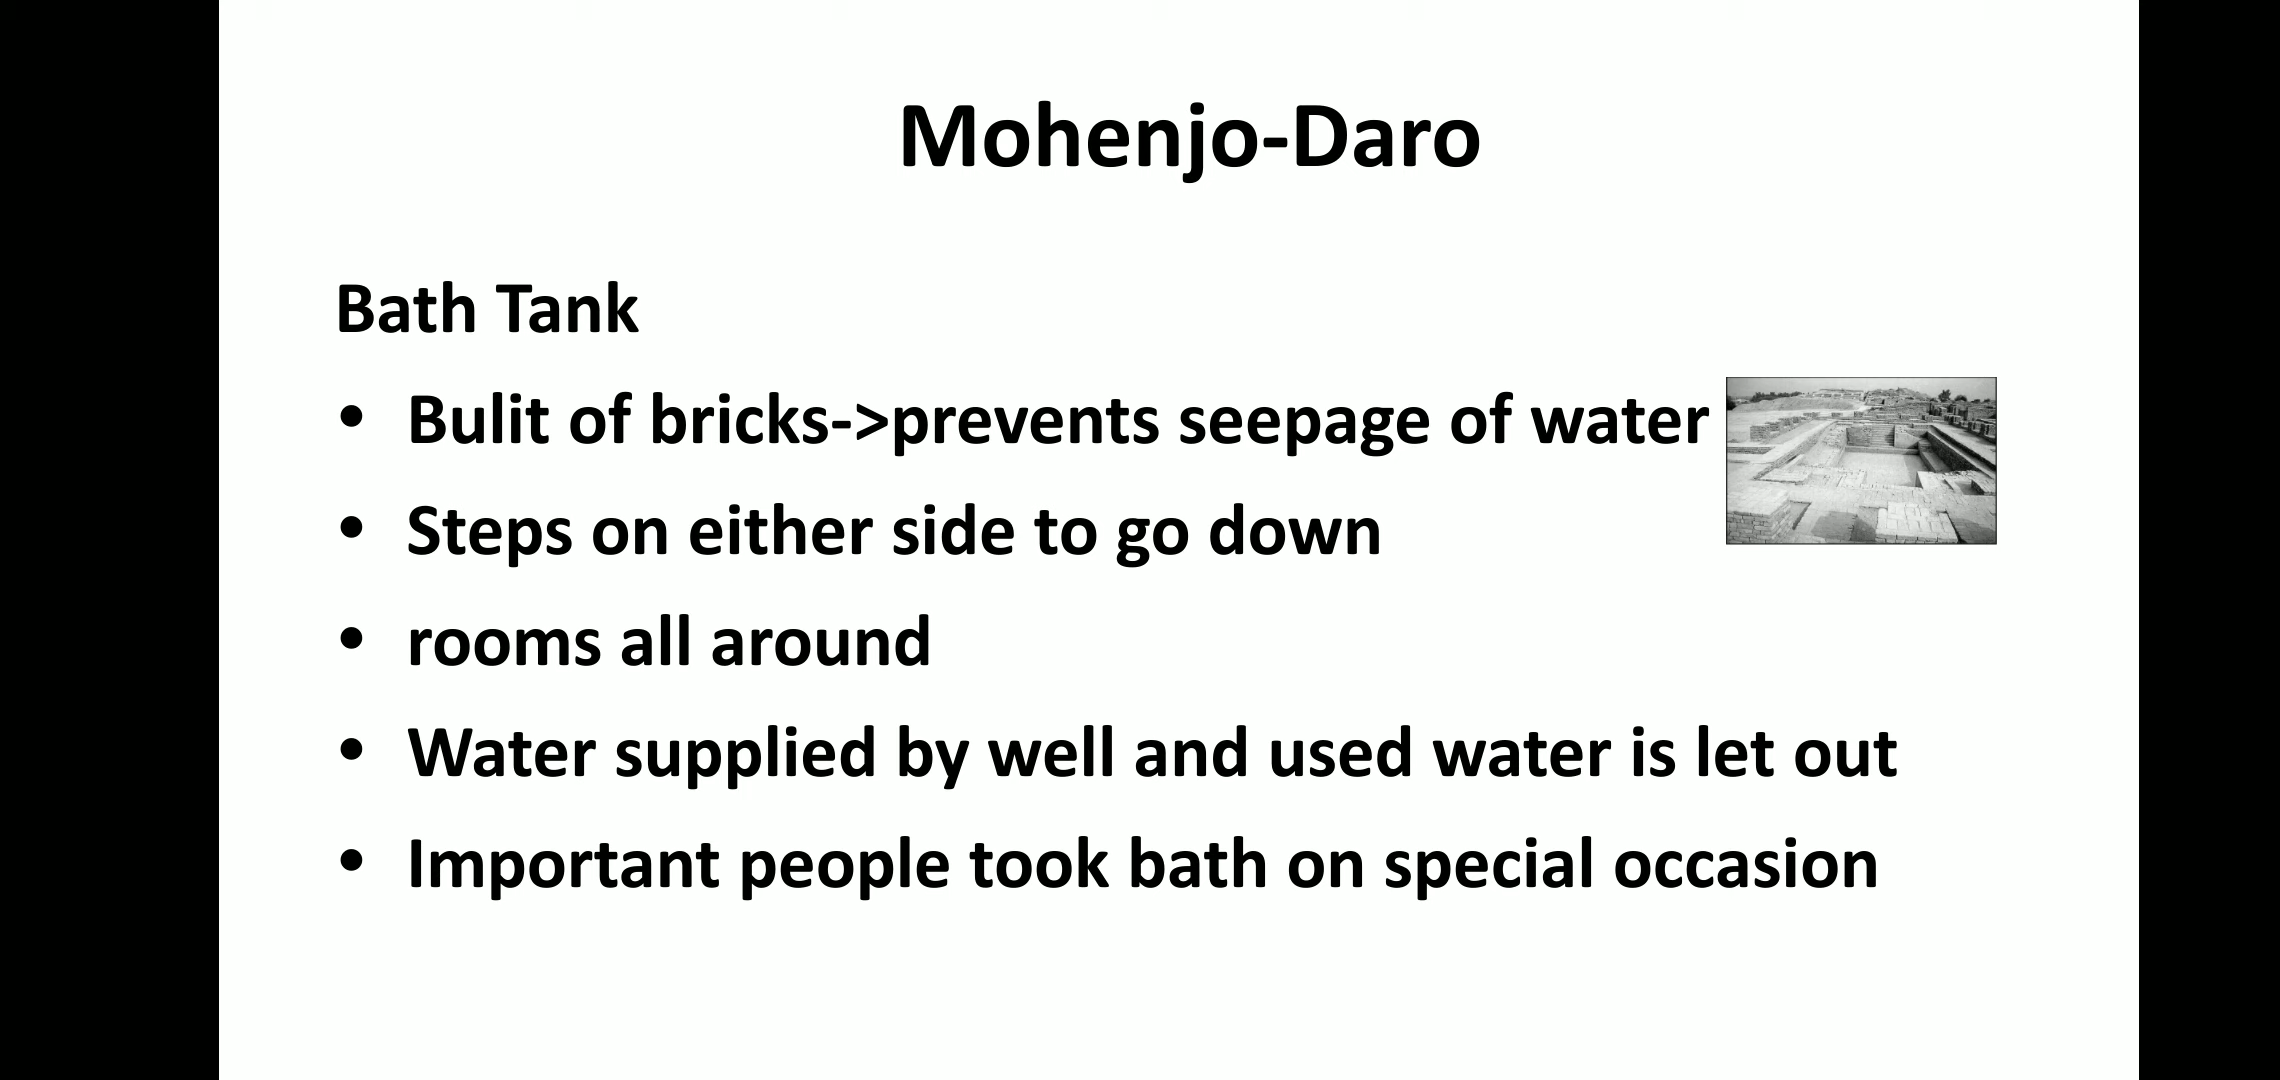 Mohenjo-Daro
Bath Tank
• Bulit of bricks->prevents seepage of water
• Steps on either side to go down
• rooms all around
• Water supplied by well and used water is let out
• Important people took bath on special occasion